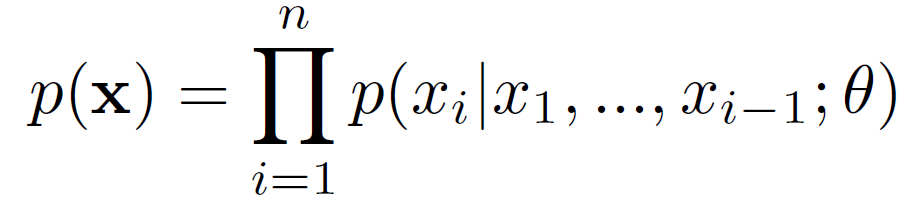 p(𝐱) = ∏_{i=1}^{n} p(x_i|x_1, ..., x_{i−1}; θ)